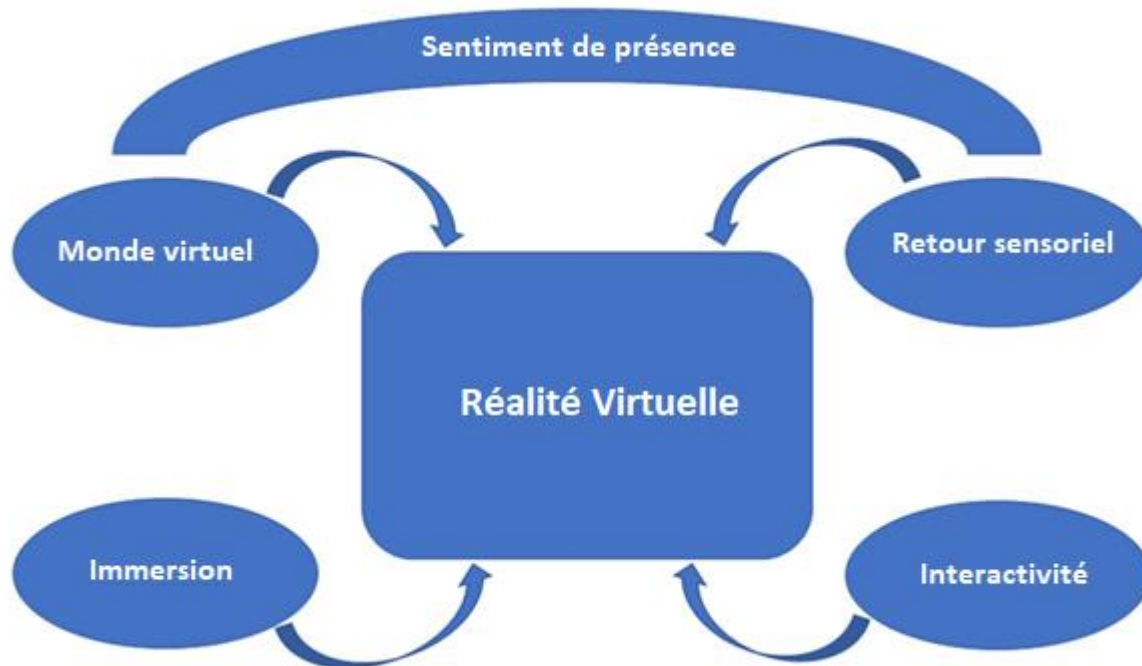 Sentiment de présence
Monde virtuel
Retour sensoriel
Réalité Virtuelle
Immersion
Interactivité